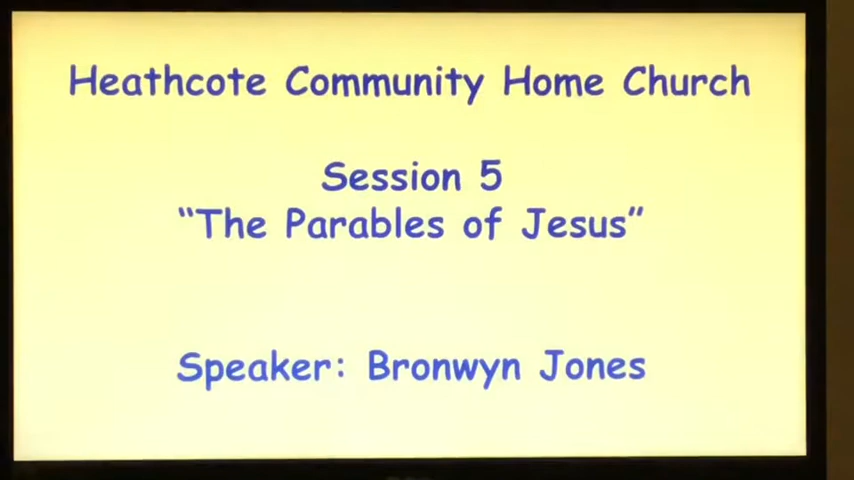 Heathcote Community Home Church
Session 5
“The Parables of Jesus”
Speaker: Bronwyn Jones